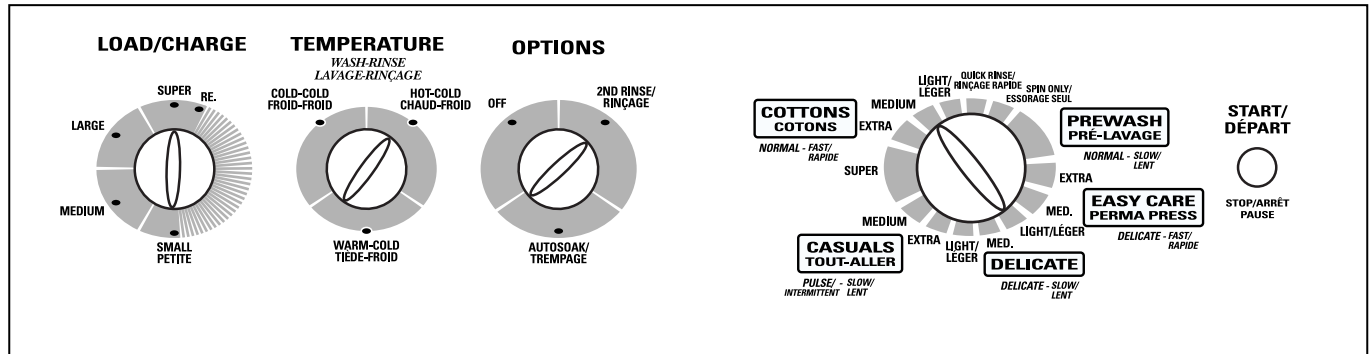 LOAD/CHARGE
SUPER
RE.
LARGE
MEDIUM
SMALL
PETITE
TEMPERATURE
WASH-RINSE
LAVAGE-RINÇAGE
COLD-COLD
FROID-FROID
HOT-COLD
CHAUD-FROID
WARM-COLD
TIÈDE-FROID
OPTIONS
OFF
2ND RINSE/
RINÇAGE
AUTOSOAK/
TREMPAGE
COTTONS
COTONS
NORMAL - FAST/
RAPIDE
SUPER
EXTRA
MEDIUM
LIGHT/
LÉGER
QUICK RINSE/
RINÇAGE RAPIDE
SPIN ONLY/
ESSORAGE SEUL
PREWASH
PRÉ-LAVAGE
NORMAL - SLOW/
LENT
EXTRA
MED.
LIGHT/LÉGER
EASY CARE
PERMA PRESS
DELICATE - FAST/
RAPIDE
MED.
LIGHT/
LÉGER
DELICATE
DELICATE - SLOW/
LENT
EXTRA
MEDIUM
CASUALS
TOUT-ALLER
PULSE/ - SLOW/
INTERMITTENT LENT
START/
DÉPART
STOP/ARRÊT
PAUSE